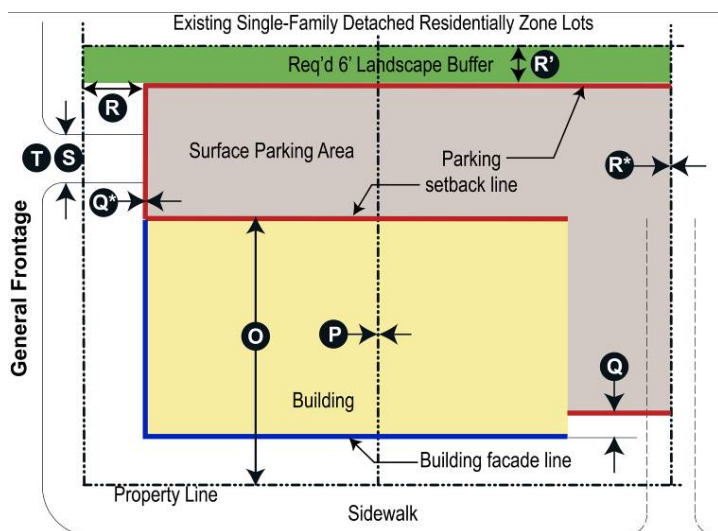 Existing Single-Family Detached Residentially Zone Lots
Req'd 6' Landscape Buffer
R'
R
Surface Parking Area
Parking
setback line
T S
R*
Q*
General Frontage
O
P
Q
Building
Building facade line
Property Line
Sidewalk